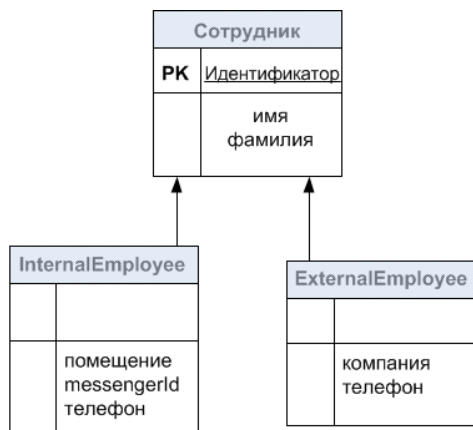 Сотрудник
PK Идентификатор
имя
фамилия
InternalEmployee
помещение
messengerId
телефон
ExternalEmployee
компания
телефон